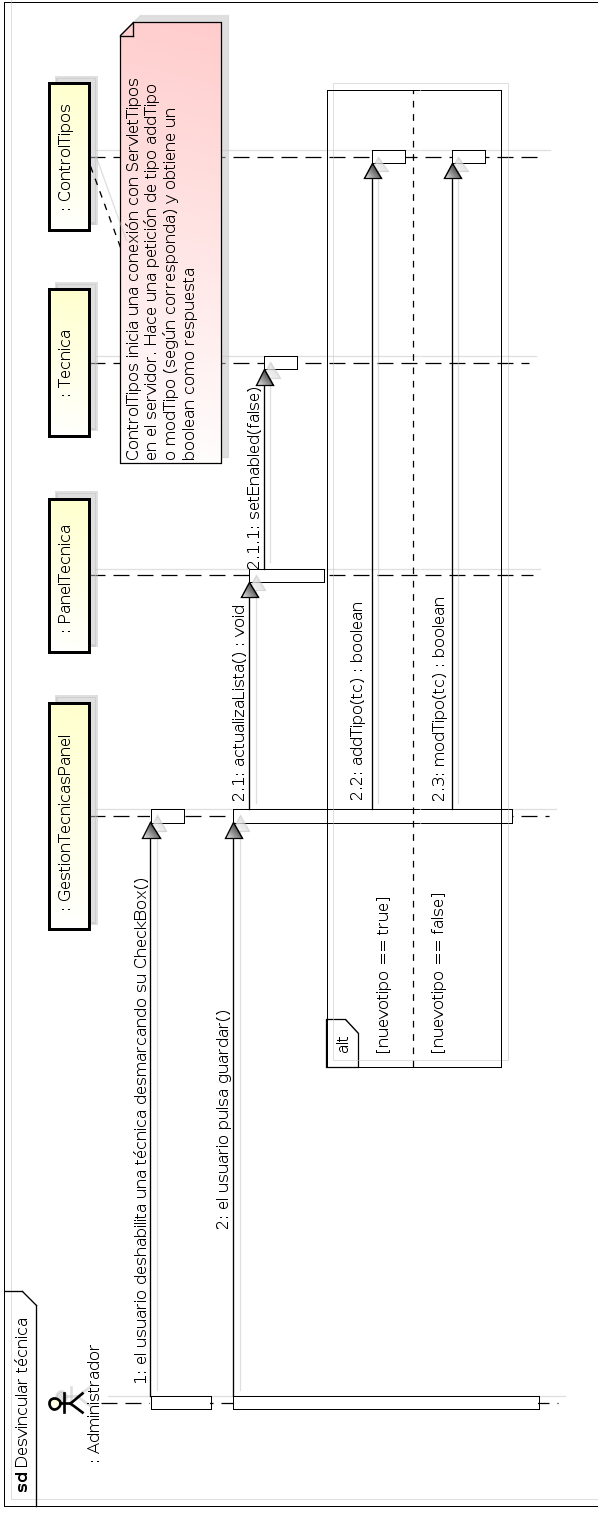 sd Desvincular técnica
: Administrador
: GestionTecnicasPanel
: PanelTecnica
: Tecnica
: ControlTipos
ControlTipos inicia una conexión con ServletTipos
en el servidor. Hace una petición de tipo addTipo
o modTipo (según corresponda) y obtiene un
boolean como respuesta
1: el usuario deshabilita una técnica desmarcando su CheckBox()
2: el usuario pulsa guardar()
2.1: actualizaLista() : void
2.1.1: setEnabled(false)
alt
[nuevotipo == true]
2.2: addTipo(tc) : boolean
[nuevotipo == false]
2.3: modTipo(tc) : boolean